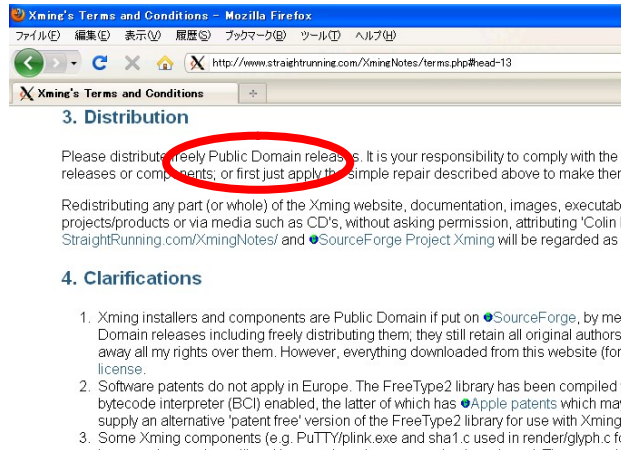 Xming's Terms and Conditions - Mozilla Firefox
ファイル(F) 編集(E) 表示(V) 履歴(S) ブックマーク(B) ツール(T) ヘルプ(H)
http://www.straightrunning.com/XmingNotes/terms.php#head-13
Xming's Terms and Conditions
3. Distribution
Please distribute freely Public Domain releases. It is your responsibility to comply with the
releases or components; or first just apply the simple repair described above to make
Redistributing any part (or whole) of the Xming website, documentation, images,
projects/products or via media such as CD's, without asking permission, attributing 'Colin
StraightRunning.com/XmingNotes/ and SourceForge Project Xming will be regarded as
4. Clarifications
1. Xming installers and components are Public Domain if put on SourceForge, by me
Domain releases including freely distributing them; they still retain all original authors
away all my rights over them. However, everything downloaded from this website (for
license.
2. Software patents do not apply in Europe. The FreeType2 library has been compiled
bytecode interpreter (BCI) enabled, the latter of which has Apple patents which may
supply an alternative 'patent free' version of the FreeType2 library for use with Xming
3. Some Xming components (e.g. PuTTY/plink.exe and sha1.c used in render/glyph.c